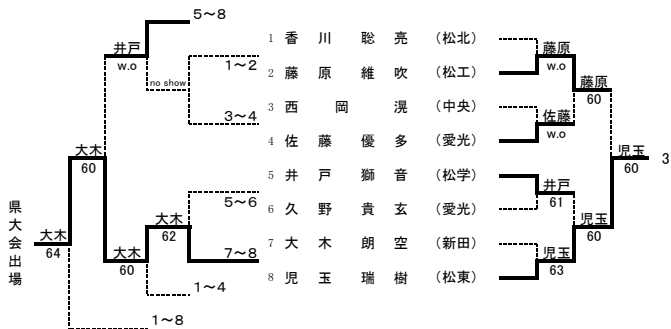 5～8
1 香川 聡亮 (松北)
井戸
藤原
1～2
w.o
w.o
2 藤原 維吹 (松工)
藤原
no show
60
3 西岡 滉 (中央)
3～4
佐藤
w.o
4 佐藤 優多 (愛光)
児玉
大木
3
60
60
5 井戸 獅音 (松学)
井戸
5～6
61
6 久野 貴玄 (愛光)
県大会出場
大木
児玉
62
60
大木
7 大木 朗空 (新田)
64
大木
7～8
児玉
60
63
8 児玉 瑞樹 (松東)
1～4
1～8